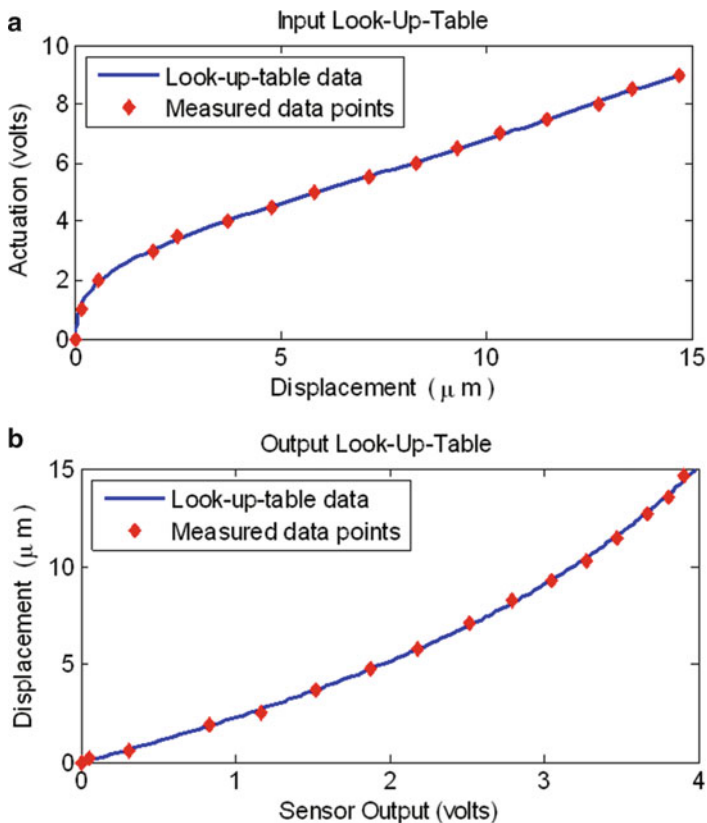 a
Input Look-Up-Table
10
8
6
4
2
0
Actuation (volts)
Look-up-table data
Measured data points
0 5 10 15
Displacement (μ m)
b
Output Look-Up-Table
15
10
5
0
Displacement (μ m)
Look-up-table data
Measured data points
0 1 2 3 4
Sensor Output (volts)